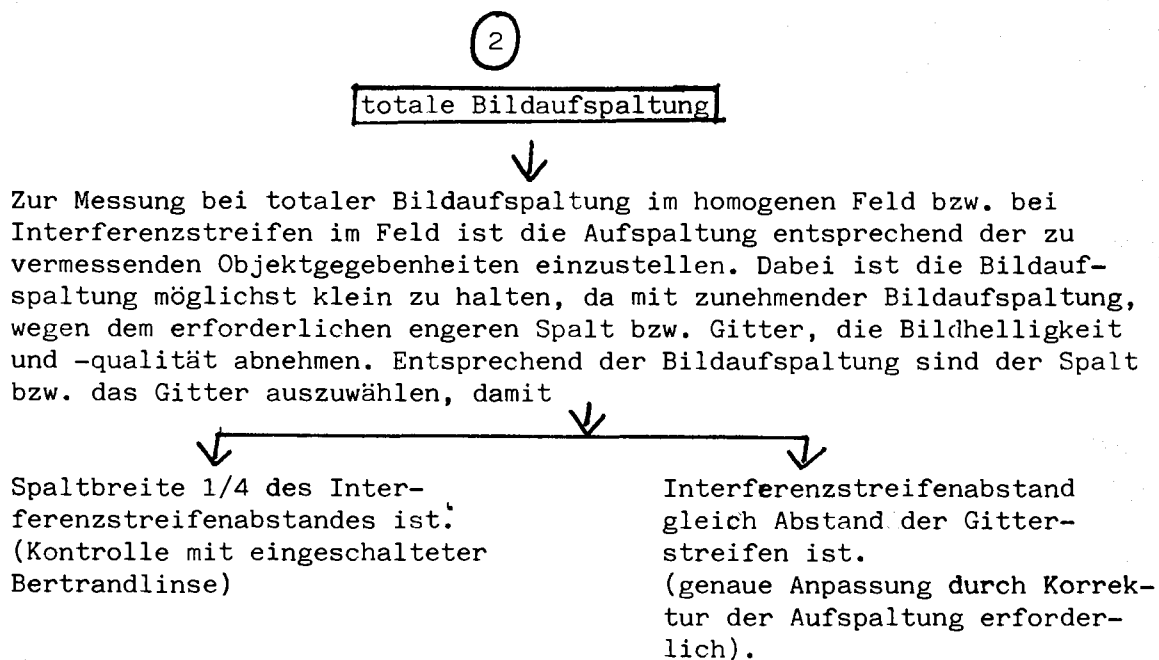 2
totale Bildaufspaltung
Zur Messung bei totaler Bildaufspaltung im homogenen Feld bzw. bei
Interferenzstreifen im Feld ist die Aufspaltung entsprechend der zu
vermessenden Objektgegebenheiten einzustellen. Dabei ist die Bildauf-
spaltung möglichst klein zu halten, da mit zunehmender Bildaufspaltung,
wegen dem erforderlichen engeren Spalt bzw. Gitter, die Bildhelligkeit
und -qualität abnehmen. Entsprechend der Bildaufspaltung sind der Spalt
bzw. das Gitter auszuwählen, damit
Spaltbreite 1/4 des Inter-
ferenzstreifenabstandes ist.
(Kontrolle mit eingeschalteter
Bertrandlinse)
Interferenzstreifenabstand
gleich Abstand der Gitter-
streifen ist.
(genaue Anpassung durch Korrek-
tur der Aufspaltung erforder-
lich).